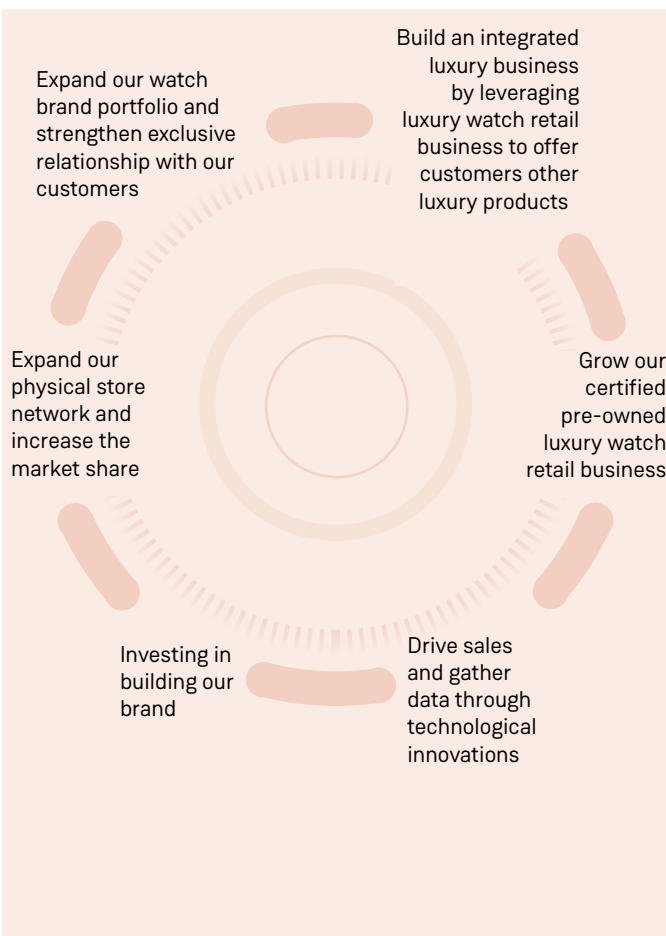 Expand our watch
brand portfolio and
strengthen exclusive
relationship with our
customers
Build an integrated
luxury business
by leveraging
luxury watch retail
business to offer
customers other
luxury products
Expand our
physical store
network and
increase the
market share
Grow our
certified
pre-owned
luxury watch
retail business
Investing in
building our
brand
Drive sales
and gather
data through
technological
innovations